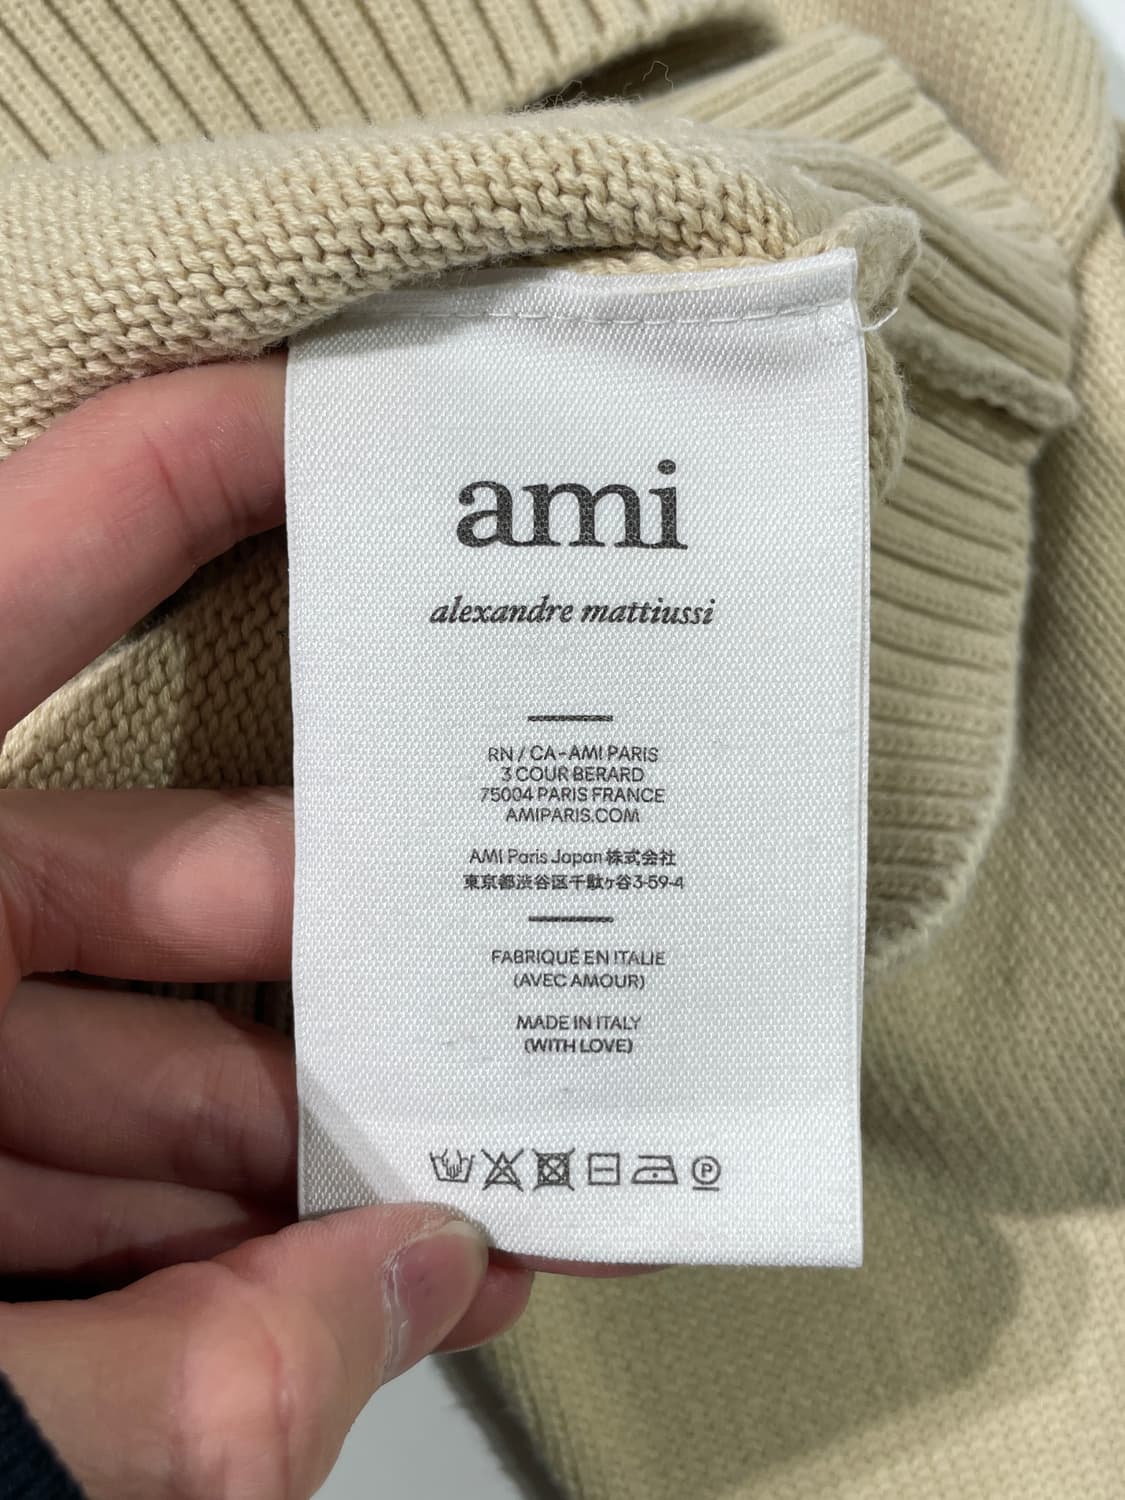 ami
alexandre mattiussi
RN / CA-AMI PARIS
3 COUR BERARD
75004 PARIS FRANCE
AMIPARIS.COM
AMI Paris Japan 株式会社
東京都渋谷区千駄ヶ谷3-59-4
FABRIQUÉ EN ITALIE
(AVEC AMOUR)
MADE IN ITALY
(WITH LOVE)
P